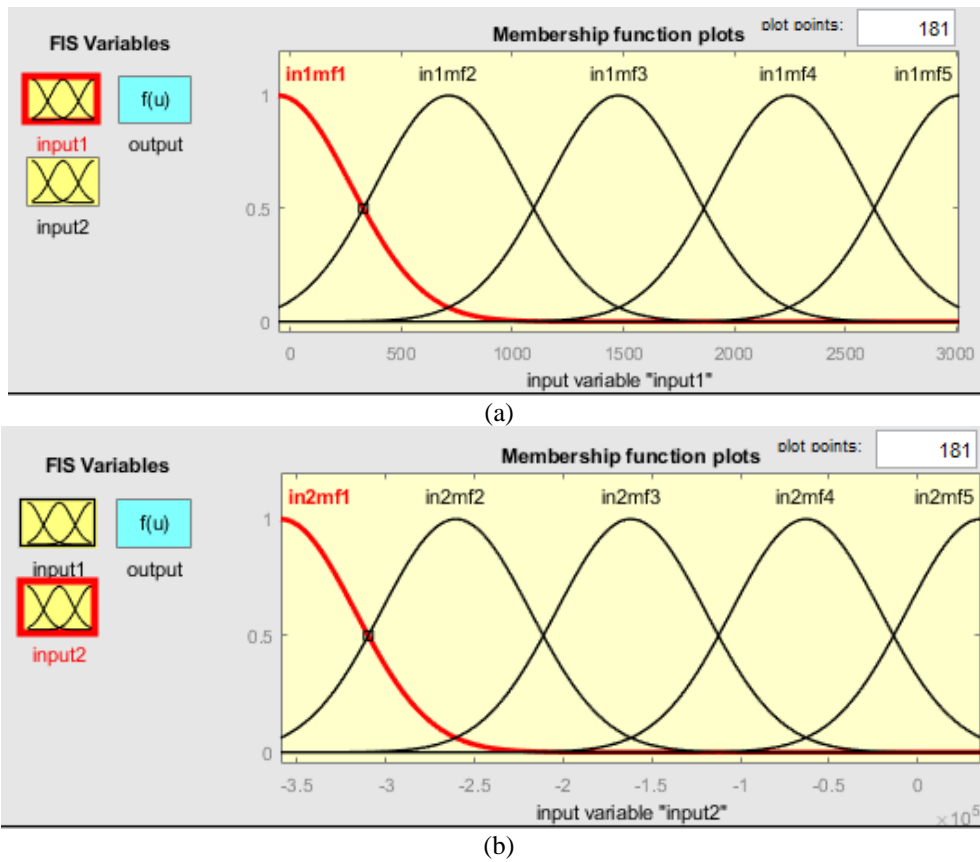 FIS Variables
Membership function plots
plot points:
181
in1mf1 in1mf2 in1mf3 in1mf4 in1mf5
f(u)
input1 output
input2
1
0.5
0
0 500 1000 1500 2000 2500 3000
input variable "input1"
(a)
FIS Variables
Membership function plots
plot points:
181
in2mf1 in2mf2 in2mf3 in2mf4 in2mf5
f(u)
input1 output
input2
1
0.5
0
-3.5 -3 -2.5 -2 -1.5 -1 -0.5 0
input variable "input2"
×10⁵
(b)